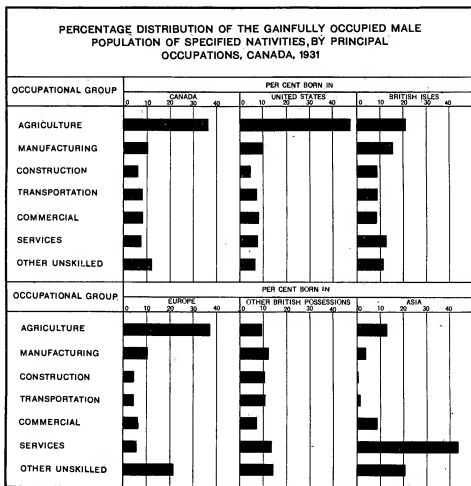 PERCENTAGE DISTRIBUTION OF THE GAINFULLY OCCUPIED MALE
POPULATION OF SPECIFIED NATIVITIES, BY PRINCIPAL
OCCUPATIONS, CANADA, 1931
OCCUPATIONAL GROUP
PER CENT BORN IN
CANADA UNITED STATES BRITISH ISLES
0 10 20 30 40 0 10 20 30 40 0 10 20 30 40
AGRICULTURE
MANUFACTURING
CONSTRUCTION
TRANSPORTATION
COMMERCIAL
SERVICES
OTHER UNSKILLED
OCCUPATIONAL GROUP.
PER CENT BORN IN
EUROPE OTHER BRITISH POSSESSIONS ASIA
0 10 20 30 40 0 10 20 30 40 0 10 20 30 40
AGRICULTURE
MANUFACTURING
CONSTRUCTION
TRANSPORTATION
COMMERCIAL
SERVICES
OTHER UNSKILLED